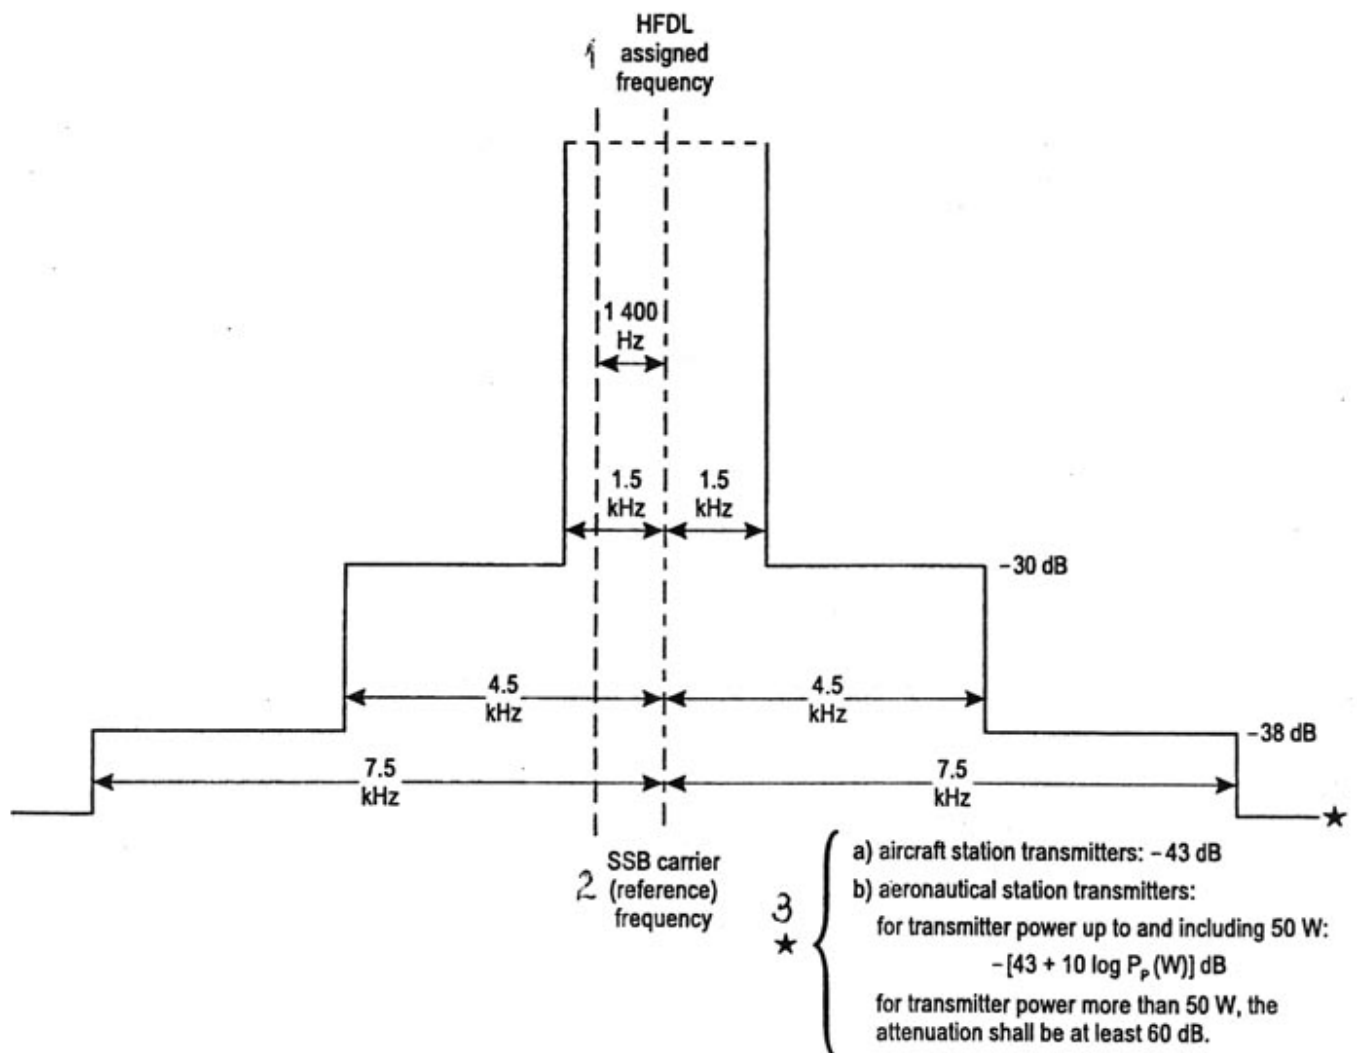 HFDL
1 assigned
frequency
1 400
Hz
1.5
kHz
1.5
kHz
-30 dB
4.5
kHz
4.5
kHz
-38 dB
7.5
kHz
7.5
kHz
★
SSB carrier
2 (reference)
frequency
3
★
a) aircraft station transmitters: -43 dB
b) aeronautical station transmitters:
for transmitter power up to and including 50 W:
-[43 + 10 log Pₚ(W)] dB
for transmitter power more than 50 W, the
attenuation shall be at least 60 dB.